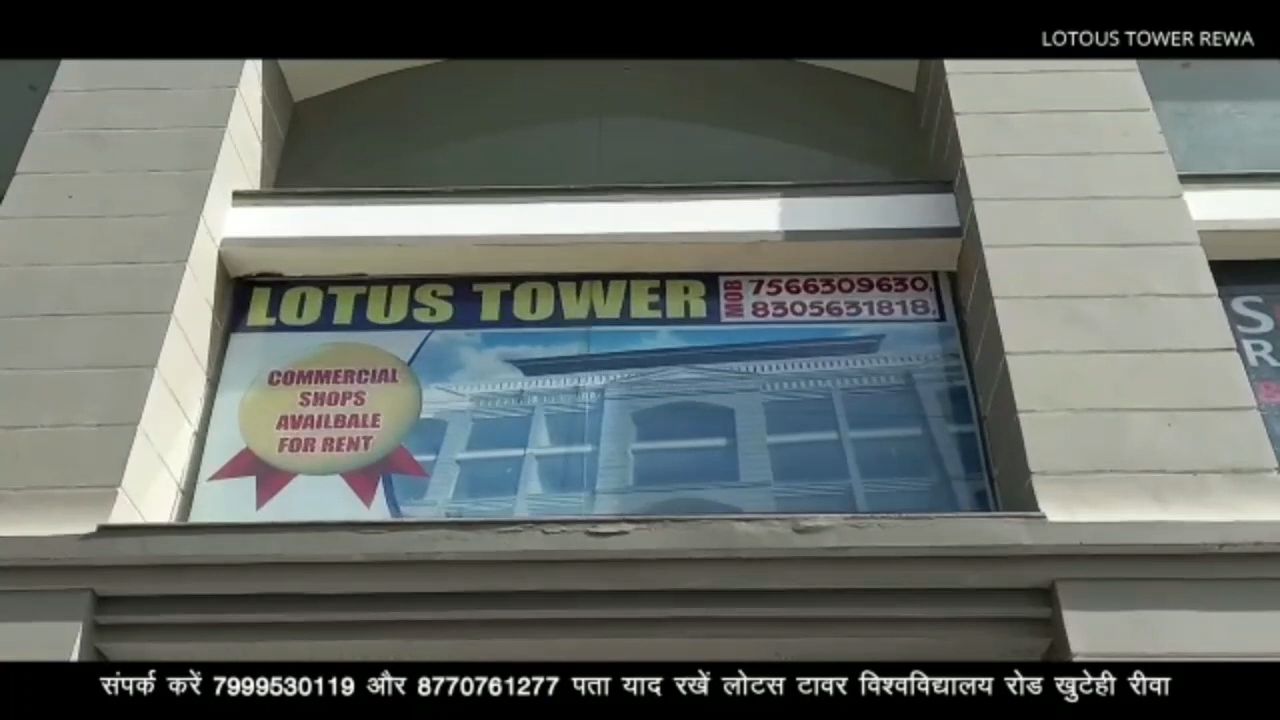 LOTOUS TOWER REWA
LOTUS TOWER
MOB
7566309630,
8305631818,
COMMERCIAL
SHOPS
AVAILBALE
FOR RENT
S
R
&
संपर्क करें 7999530119 और 8770761277 पता याद रखें लोटस टावर विश्वविद्यालय रोड खुटेही रीवा